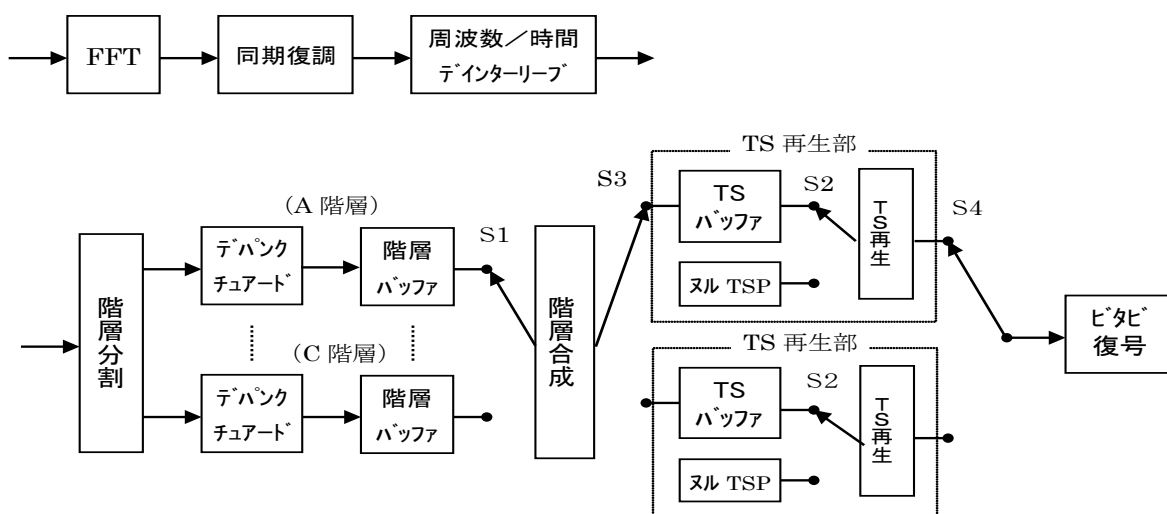 FFT
同期復調
周波数／時間
ﾃﾞインターリーブ
TS 再生部
S3
TS
ﾊﾞッファ
S2
TS再生
S4
ヌル TSP
（A 階層）
ﾃﾞパンク
チュアーﾄﾞ
階層
ﾊﾞッファ
S1
階層分割
階層合成
（C 階層）
ﾃﾞパンク
チュアーﾄﾞ
階層
ﾊﾞッファ
TS 再生部
TS
ﾊﾞッファ
S2
TS再生
ヌル TSP
ﾋﾞﾀﾋﾞ
復号